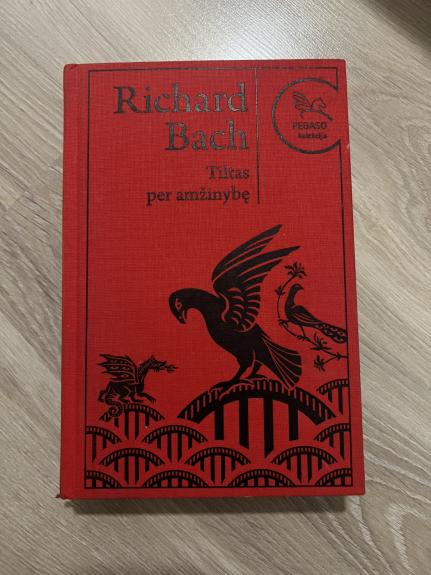 Richard
Bach
Tiltas
per amžinybę
PEGASO
kolekcija